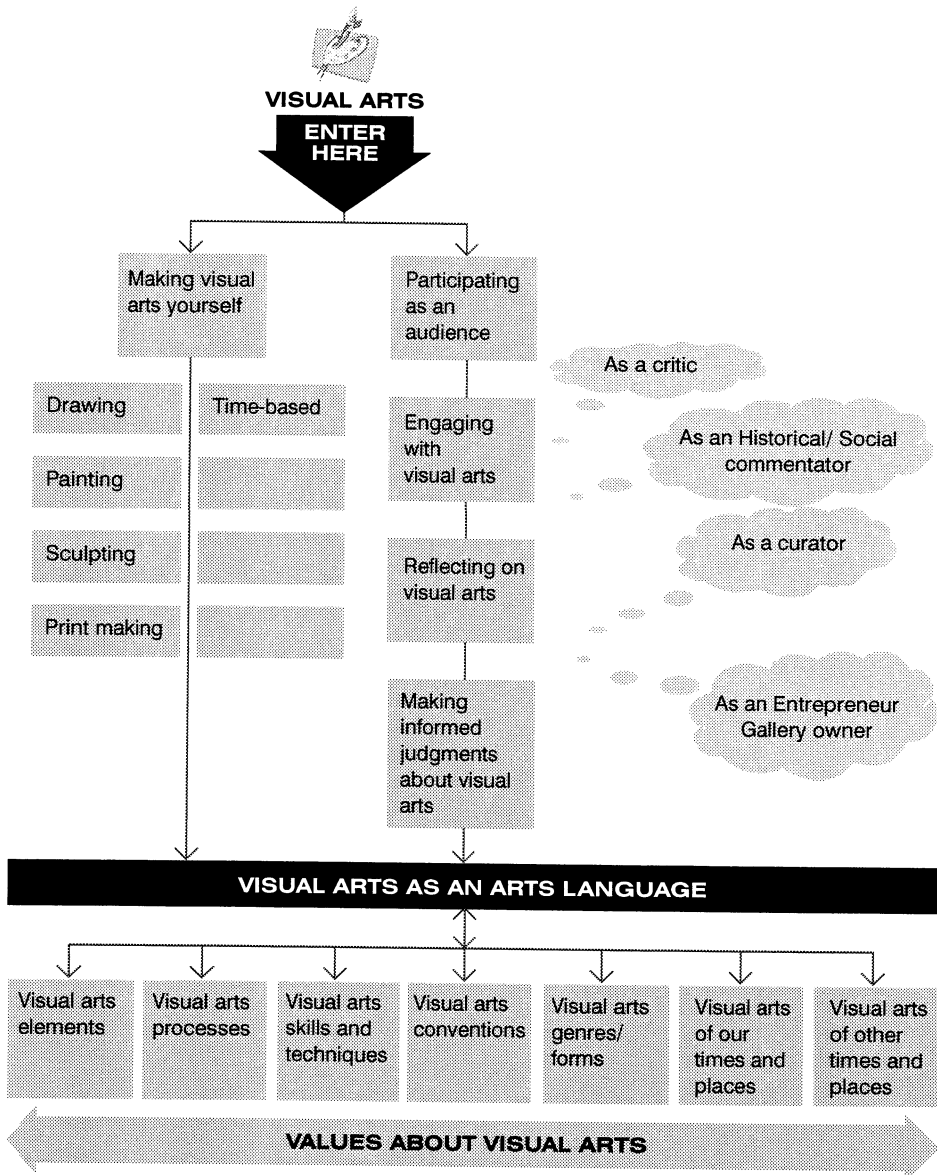 VISUAL ARTS
ENTER
HERE
Making visual
arts yourself
Participating
as an
audience
As a critic
Drawing
Time-based
Engaging
with
visual arts
As an Historical/ Social
commentator
Painting
As a curator
Sculpting
Reflecting on
visual arts
Print making
Making
informed
judgments
about visual
arts
As an Entrepreneur
Gallery owner
VISUAL ARTS AS AN ARTS LANGUAGE
Visual arts
elements
Visual arts
processes
Visual arts
skills and
techniques
Visual arts
conventions
Visual arts
genres/
forms
Visual arts
of our
times and
places
Visual arts
of other
times and
places
VALUES ABOUT VISUAL ARTS